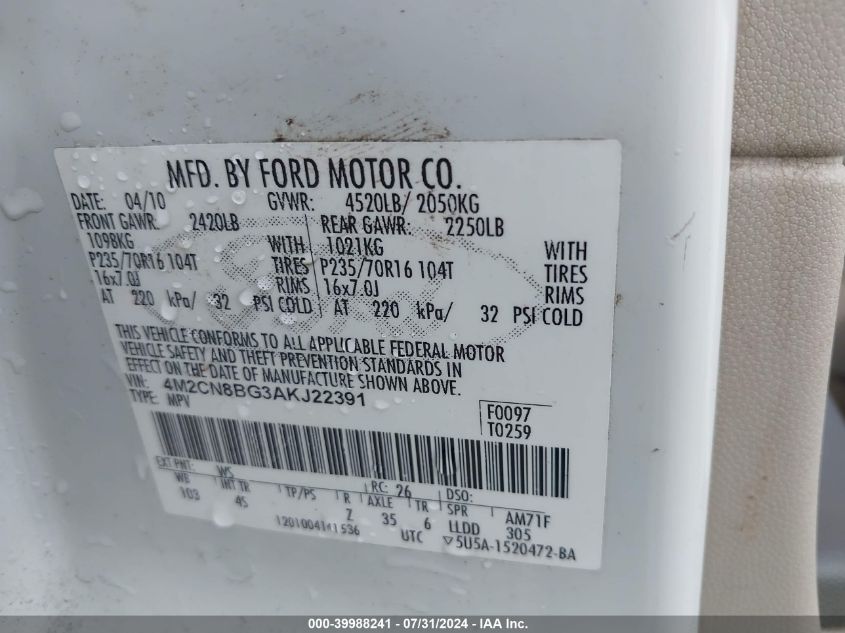 MFD. BY FORD MOTOR CO.
DATE: 04/10 GVWR: 4520LB/ 2050KG
FRONT GAWR: 2420LB REAR GAWR: 2250LB
1098KG WITH 1021KG WITH
P235/70R16 104T TIRES P235/70R16 104T TIRES
16x7.0J RIMS 16x7.0J RIMS
AT 220 kPa/ 32 PSI COLD AT 220 kPa/ 32 PSI COLD
THIS VEHICLE CONFORMS TO ALL APPLICABLE FEDERAL MOTOR
VEHICLE SAFETY AND THEFT PREVENTION STANDARDS IN
EFFECT ON THE DATE OF MANUFACTURE SHOWN ABOVE.
VIN: 4M2CN8BG3AKJ22391
TYPE: MPV
F0097
T0259
EXT PNT: WS RC: 26 DSO:
WB INT TR TP/PS R AXLE TR SPR AM71F
103 45 Z 35 6 LLDD 305
UTC ▽5U5A-1520472-BA
000-39988241 - 07/31/2024 - IAAI.com.